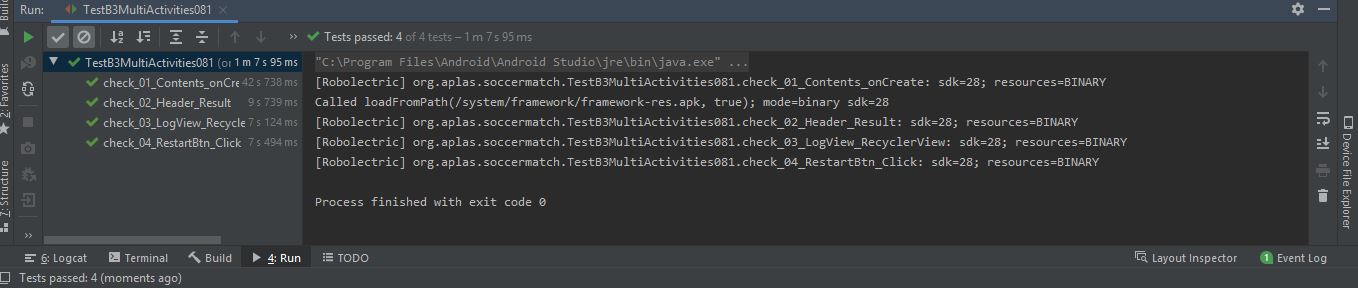 Run: TestB3MultiActivities081
Tests passed: 4 of 4 tests – 1 m 7 s 95 ms
TestB3MultiActivities081 (or 1 m 7 s 95 ms
check_01_Contents_onCre 42 s 738 ms
check_02_Header_Result 9 s 739 ms
check_03_LogView_Recycle 7 s 124 ms
check_04_RestartBtn_Click 7 s 494 ms
"C:\Program Files\Android\Android Studio\jre\bin\java.exe" ...
[Robolectric] org.aplas.soccermatch.TestB3MultiActivities081.check_01_Contents_onCreate: sdk=28; resources=BINARY
Called loadFromPath(/system/framework/framework-res.apk, true); mode=binary sdk=28
[Robolectric] org.aplas.soccermatch.TestB3MultiActivities081.check_02_Header_Result: sdk=28; resources=BINARY
[Robolectric] org.aplas.soccermatch.TestB3MultiActivities081.check_03_LogView_RecyclerView: sdk=28; resources=BINARY
[Robolectric] org.aplas.soccermatch.TestB3MultiActivities081.check_04_RestartBtn_Click: sdk=28; resources=BINARY
Process finished with exit code 0
2: Favorites
7: Structure
Device File Explorer
6: Logcat Terminal Build 4: Run TODO Layout Inspector 1 Event Log
Tests passed: 4 (moments ago)